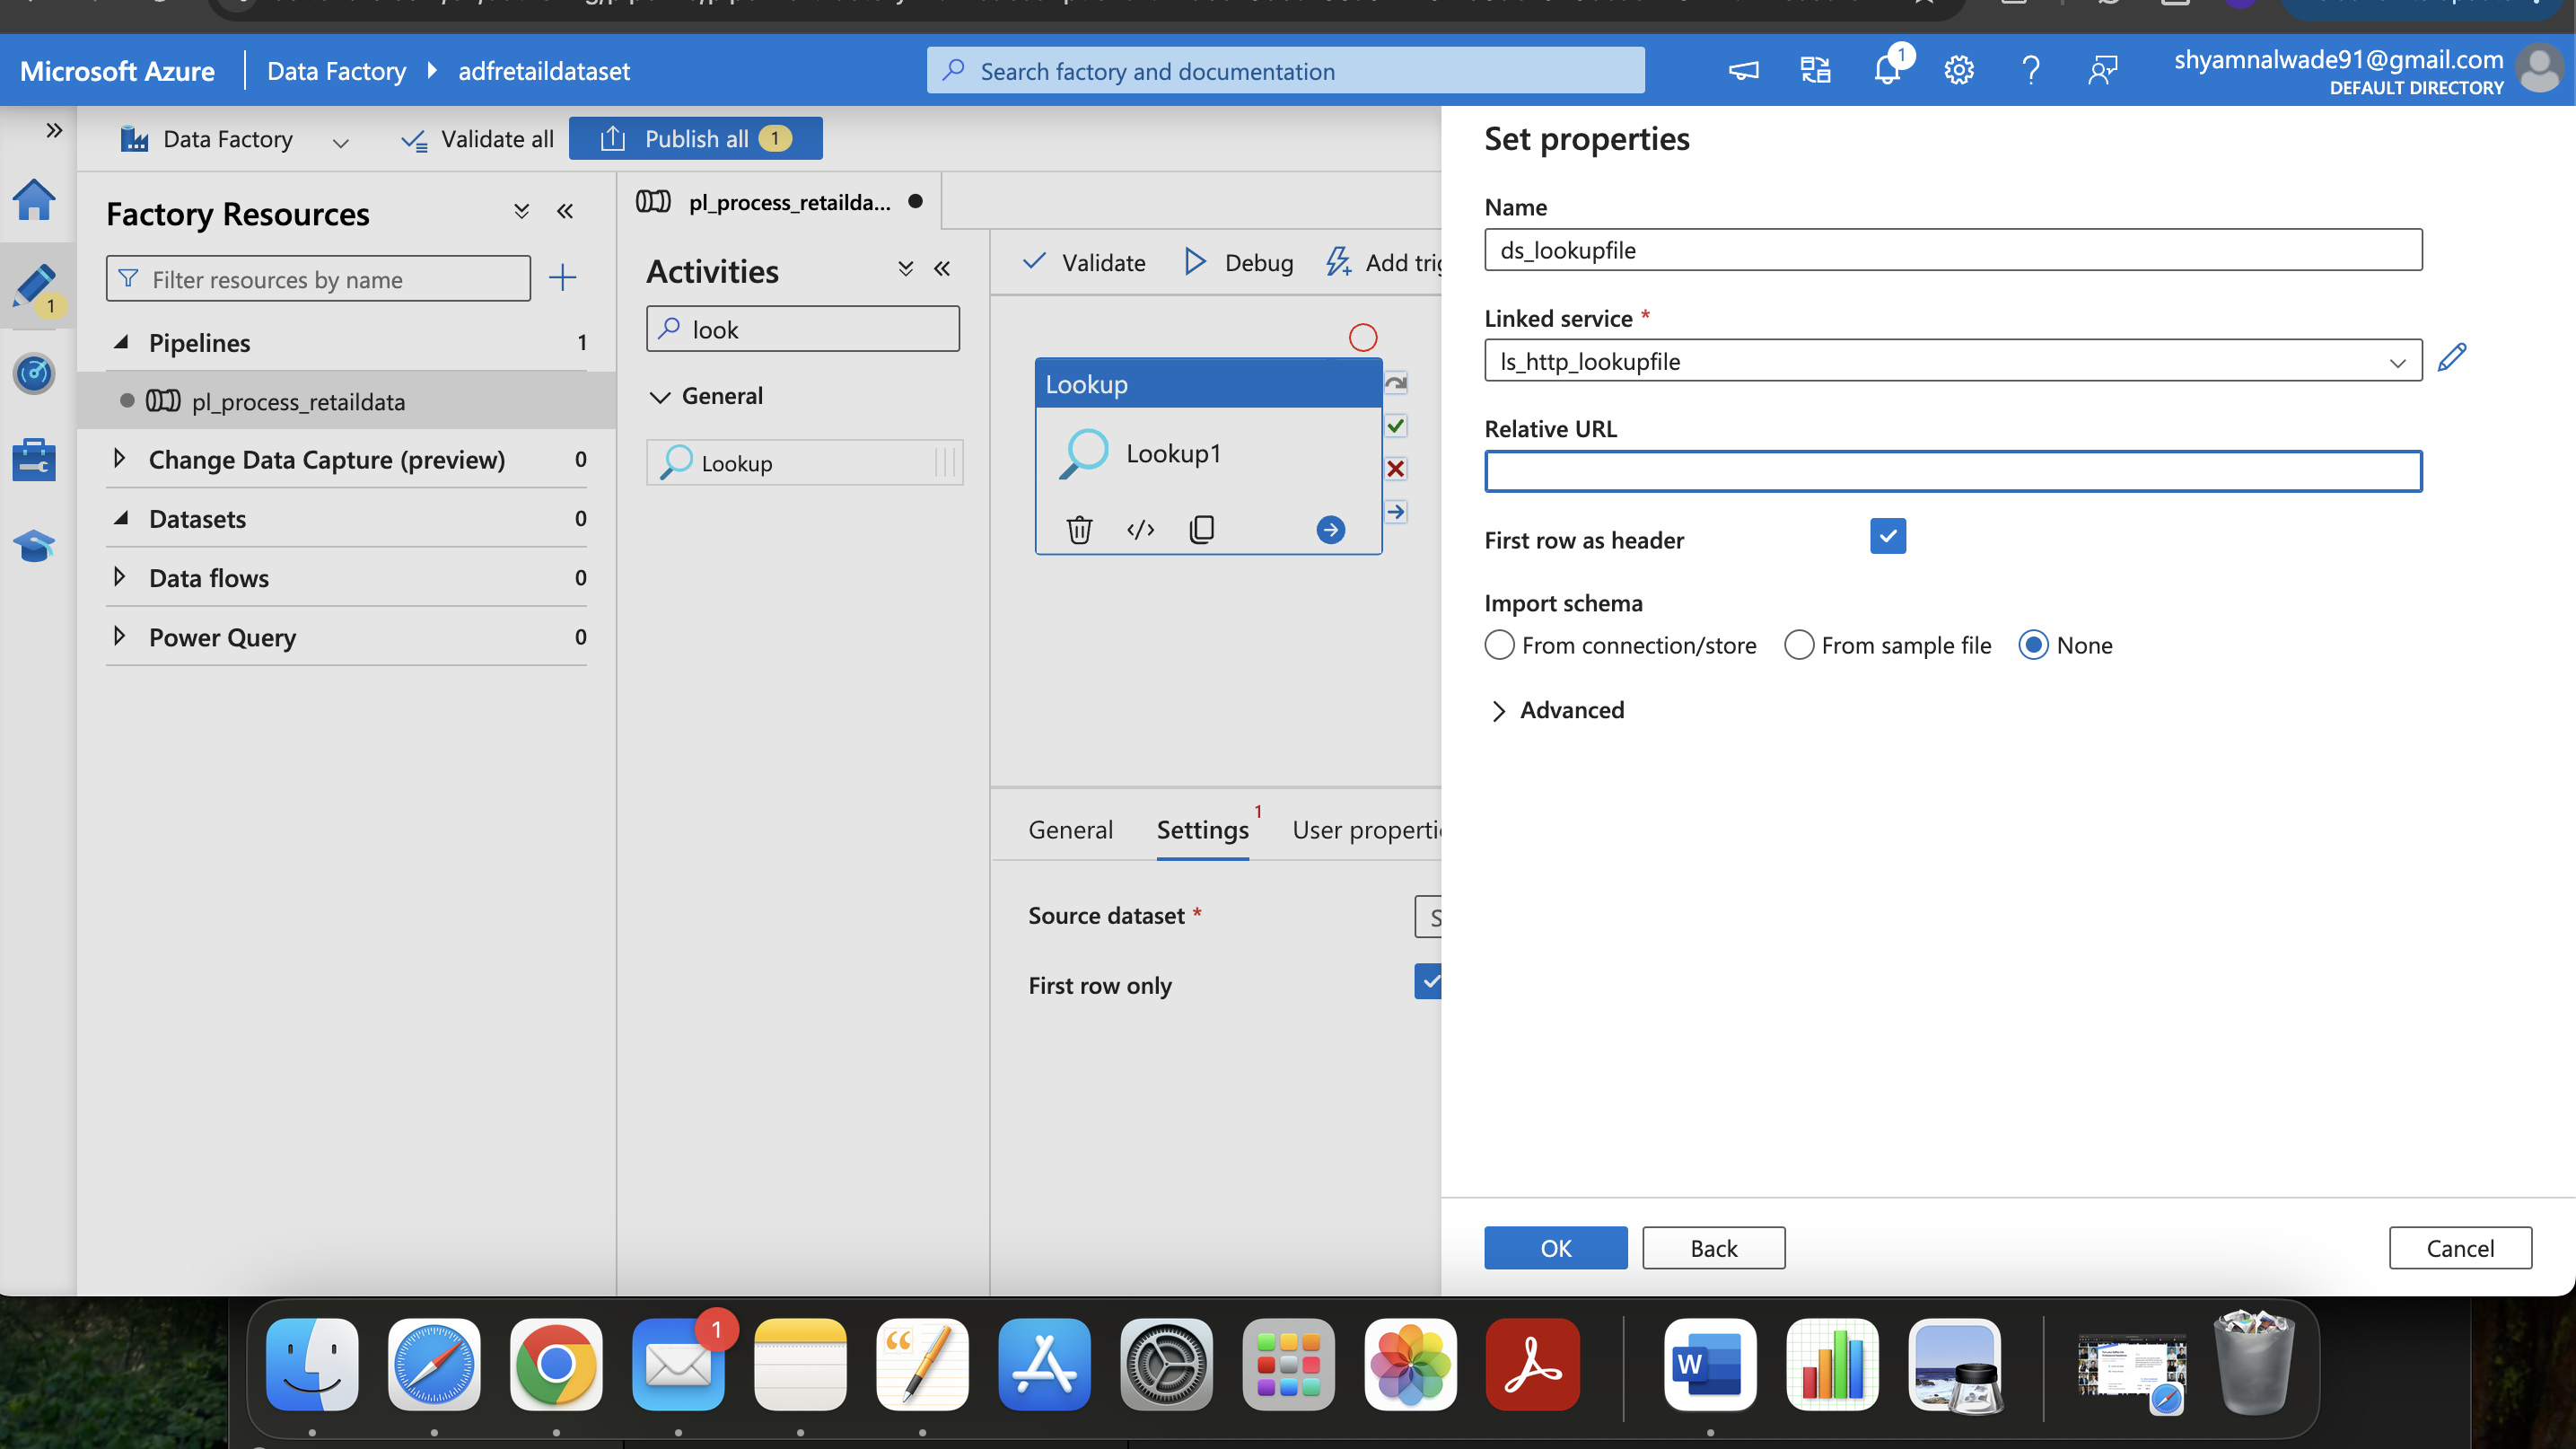 Microsoft Azure
Data Factory
adfretaildataset
Search factory and documentation
1
shyamnalwade91@gmail.com
DEFAULT DIRECTORY
Data Factory
Validate all
Publish all
1
Factory Resources
Filter resources by name
1
Pipelines
1
pl_process_retaildata
Change Data Capture (preview)
0
Datasets
0
Data flows
0
Power Query
0
pl_process_retailda...
Activities
look
General
Lookup
Validate
Debug
Add trig
Lookup
Lookup1
General
Settings
1
User properti
Source dataset *
S
First row only
Set properties
Name
ds_lookupfile
Linked service *
ls_http_lookupfile
Relative URL
First row as header
Import schema
From connection/store
From sample file
None
Advanced
OK
Back
Cancel
1
W